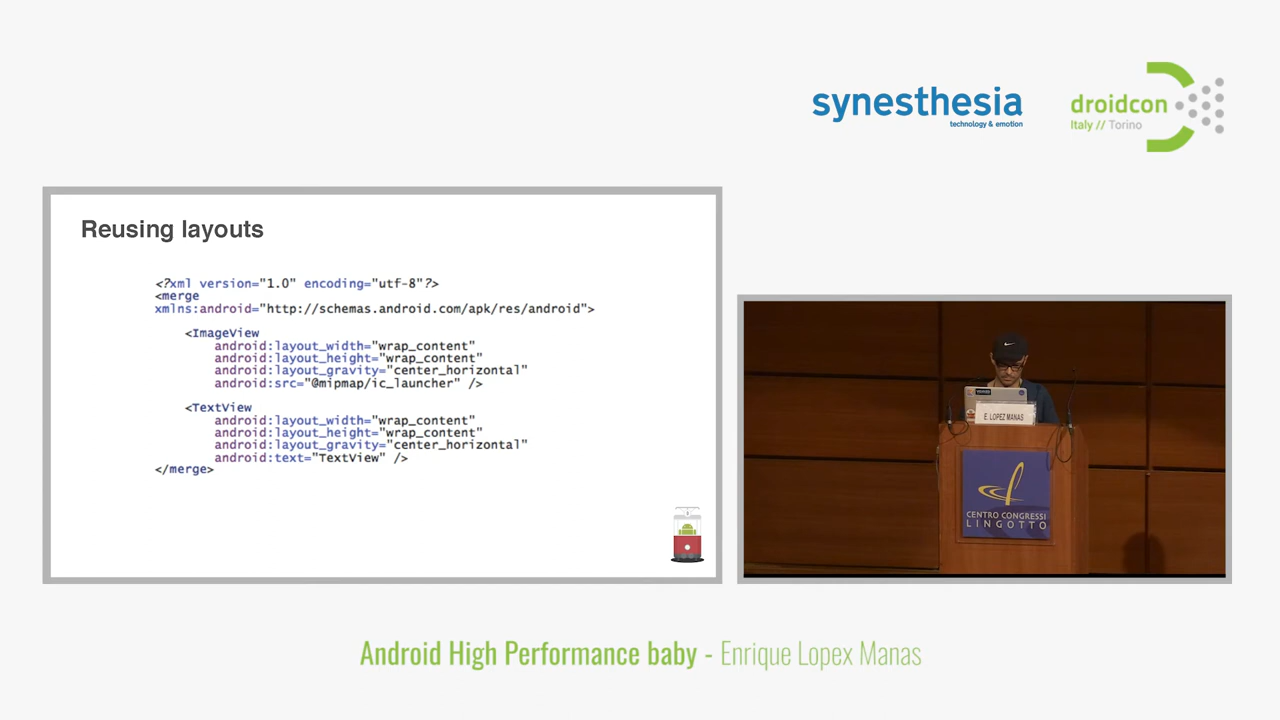 synesthesia
technology & emotion
droidcon
Italy // Torino
Reusing layouts
<?xml version="1.0" encoding="utf-8"?>
<merge
xmlns:android="http://schemas.android.com/apk/res/android">
<ImageView
android:layout_width="wrap_content"
android:layout_height="wrap_content"
android:layout_gravity="center_horizontal"
android:src="@mipmap/ic_launcher" />
<TextView
android:layout_width="wrap_content"
android:layout_height="wrap_content"
android:layout_gravity="center_horizontal"
android:text="TextView" />
</merge>
E. LOPEZ MANAS
CENTRO CONGRESSI
LINGOTTO
Android High Performance baby - Enrique Lopex Manas